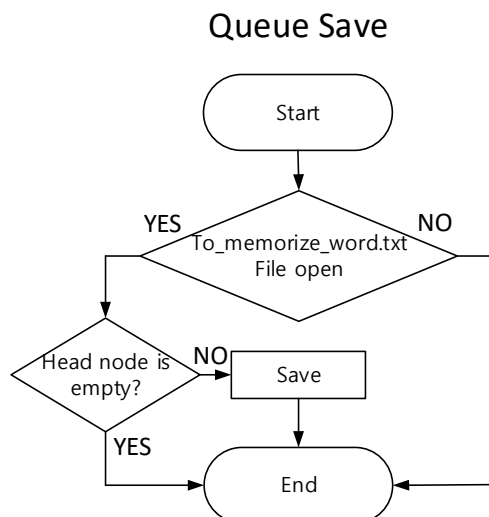 Queue Save
Start
YES
NO
To_memorize_word.txt
File open
Head node is
empty?
NO
Save
YES
End